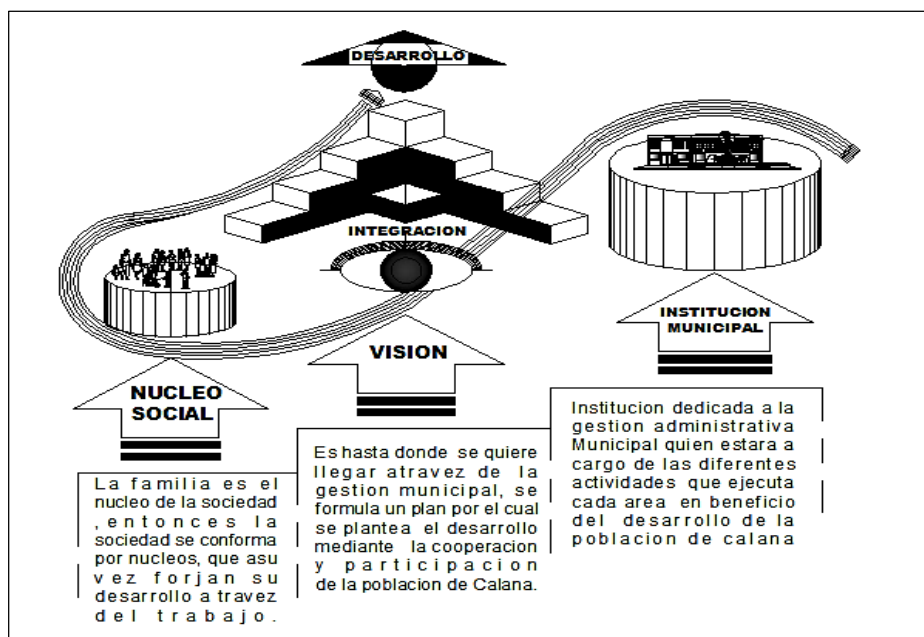 DESARROLLO
INTEGRACION
NUCLEO
SOCIAL
La familia es el
nucleo de la sociedad
,entonces la
sociedad se conforma
por nucleos, que asu
vez forjan su
desarrollo a travez
del trabajo.
VISION
Es hasta donde se quiere
llegar atravez de la
gestion municipal, se
formula un plan por el cual
se plantea el desarrollo
mediante la cooperacion
y participacion
de la poblacion de Calana.
INSTITUCION
MUNICIPAL
Institucion dedicada a la
gestion administrativa
Municipal quien estara a
cargo de las diferentes
actividades que ejecuta
cada area en beneficio
del desarrollo de la
poblacion de calana